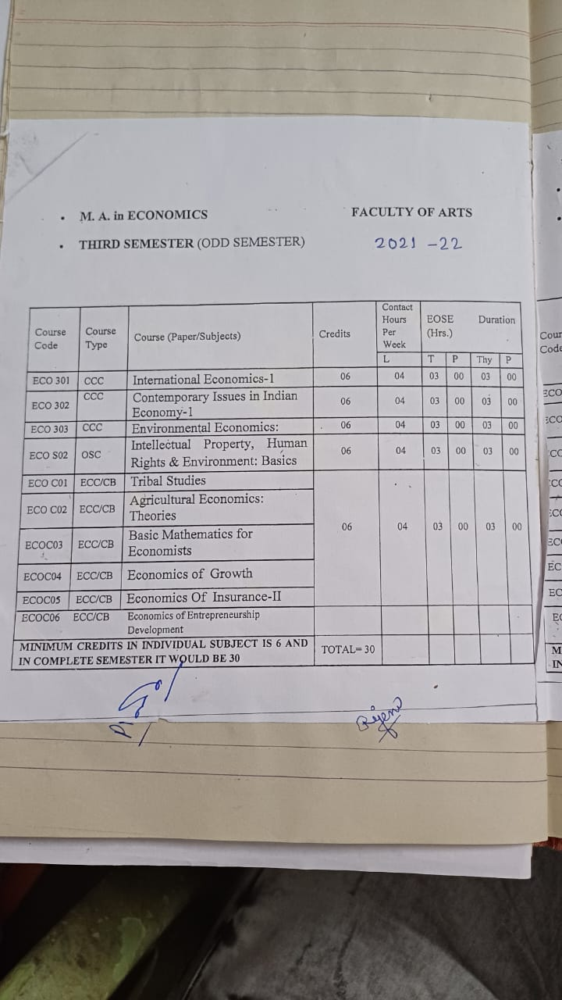 • M. A. in ECONOMICS FACULTY OF ARTS
• THIRD SEMESTER (ODD SEMESTER) 2021 -22
Course Code Course Type Course (Paper/Subjects) Credits Contact Hours Per Week EOSE Duration (Hrs.)
L T P Thy P
ECO 301 CCC International Economics-1 06 04 03 00 03 00
ECO 302 CCC Contemporary Issues in Indian Economy-1 06 04 03 00 03 00
ECO 303 CCC Environmental Economics: 06 04 03 00 03 00
ECO S02 OSC Intellectual Property, Human Rights & Environment: Basics 06 04 03 00 03 00
ECO C01 ECC/CB Tribal Studies
ECO C02 ECC/CB Agricultural Economics: Theories
ECOC03 ECC/CB Basic Mathematics for Economists 06 04 03 00 03 00
ECOC04 ECC/CB Economics of Growth
ECOC05 ECC/CB Economics Of Insurance-II
ECOC06 ECC/CB Economics of Entrepreneurship Development
MINIMUM CREDITS IN INDIVIDUAL SUBJECT IS 6 AND IN COMPLETE SEMESTER IT WOULD BE 30 TOTAL= 30